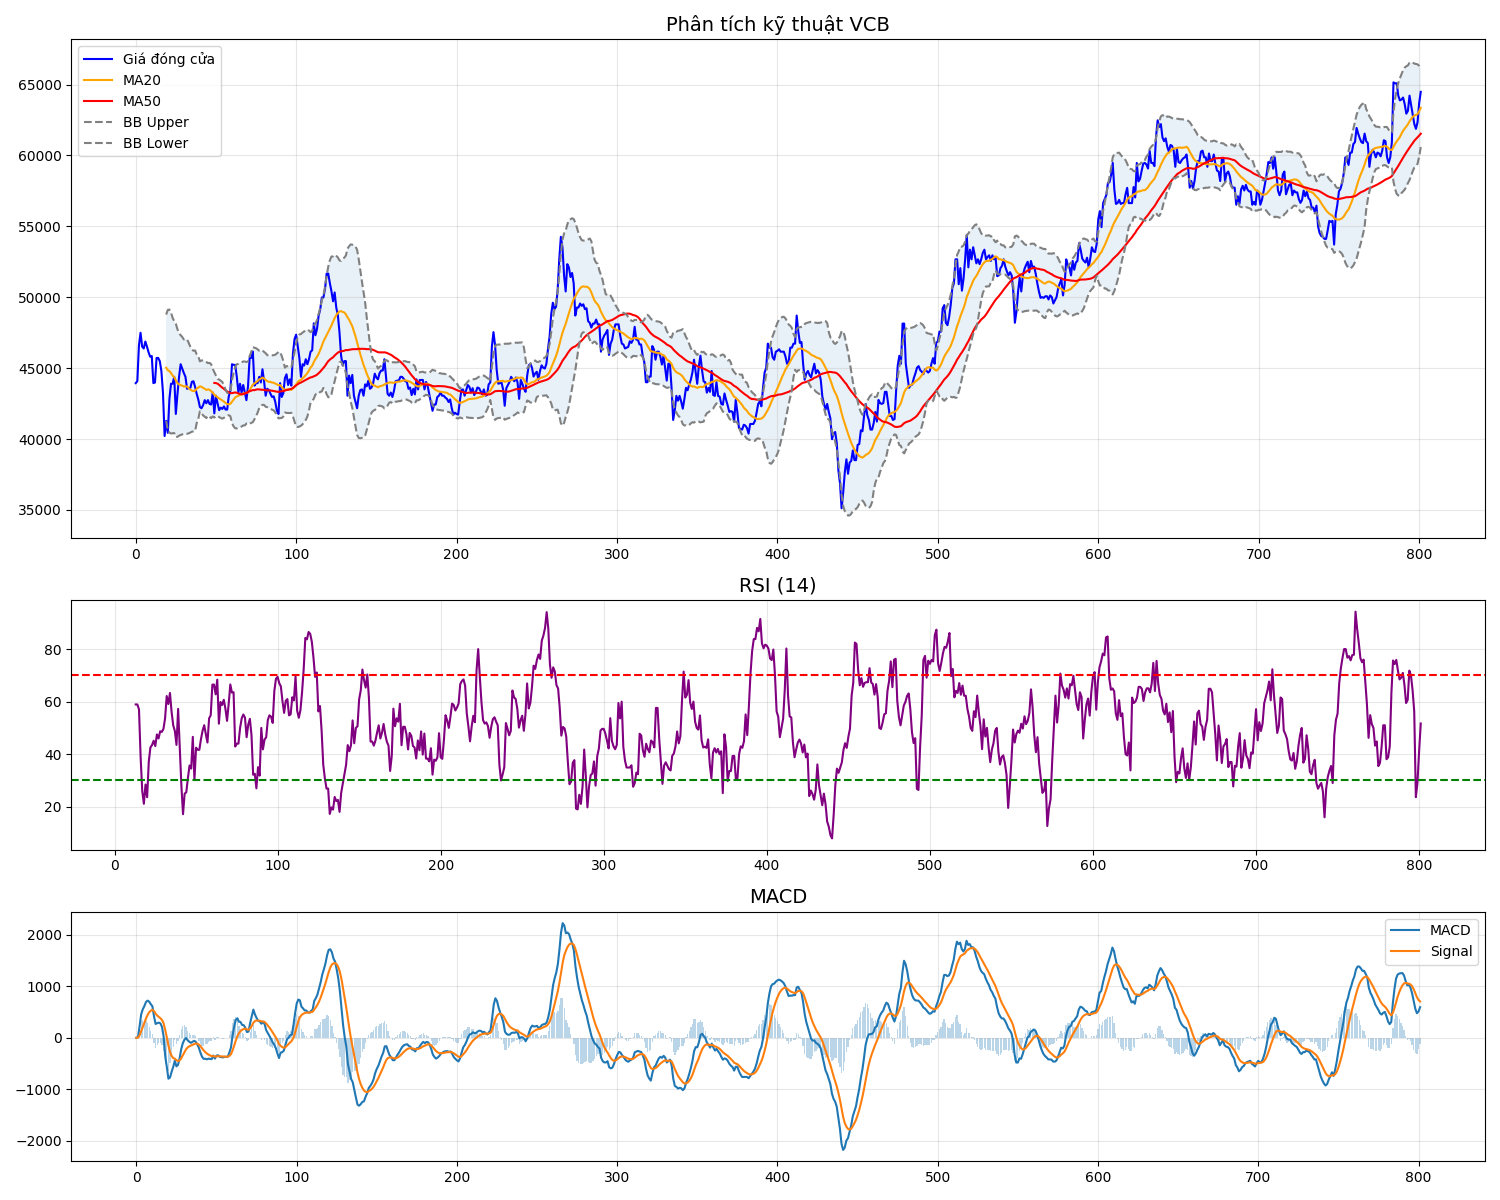 Phân tích kỹ thuật VCB
Giá đóng cửa
MA20
MA50
BB Upper
BB Lower
65000
60000
55000
50000
45000
40000
35000
0 100 200 300 400 500 600 700 800
RSI (14)
80
60
40
20
0 100 200 300 400 500 600 700 800
MACD
MACD
Signal
2000
1000
0
−1000
−2000
0 100 200 300 400 500 600 700 800